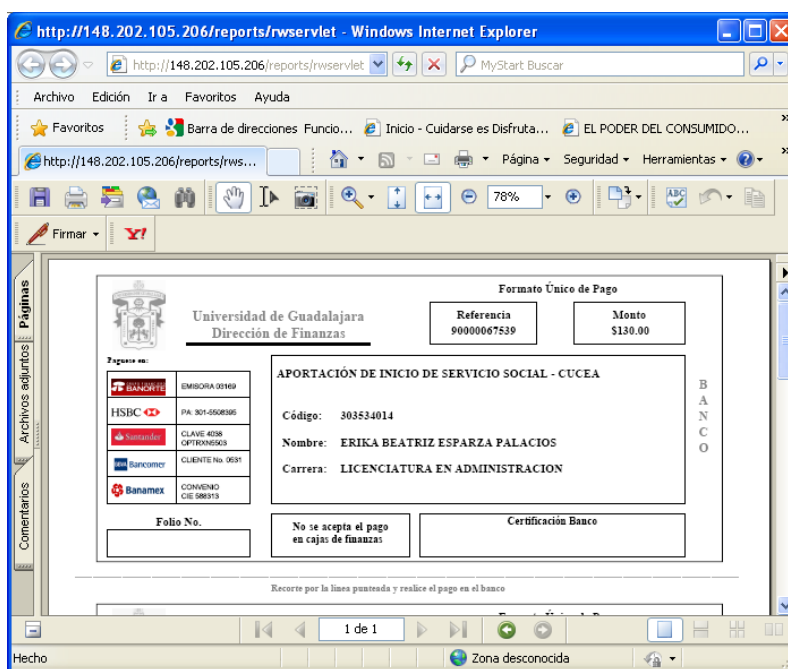 http://148.202.105.206/reports/rwservlet - Windows Internet Explorer
http://148.202.105.206/reports/rwservlet
MyStart Buscar
Archivo Edición Ir a Favoritos Ayuda
Favoritos Barra de direcciones Funcio... Inicio - Cuidarse es Disfruta... EL PODER DEL CONSUMIDO...
http://148.202.105.206/reports/rws...
Página Seguridad Herramientas
78%
Firmar Y!
Páginas
Archivos adjuntos
Comentarios
Formato Único de Pago
Universidad de Guadalajara
Dirección de Finanzas
Referencia
90000067539
Monto
$130.00
Paguese en:
BANORTE EMISORA 03169
HSBC PA: 301-5508395
Santander CLAVE 4038
OPTRXN5503
BBVA Bancomer CLIENTE No. 0531
Banamex CONVENIO
CIE 588313
APORTACIÓN DE INICIO DE SERVICIO SOCIAL - CUCEA
Código: 303534014
Nombre: ERIKA BEATRIZ ESPARZA PALACIOS
Carrera: LICENCIATURA EN ADMINISTRACION
BANCO
Folio No.
No se acepta el pago
en cajas de finanzas
Certificación Banco
Recorte por la linea punteada y realice el pago en el banco
1 de 1
Hecho
Zona desconocida